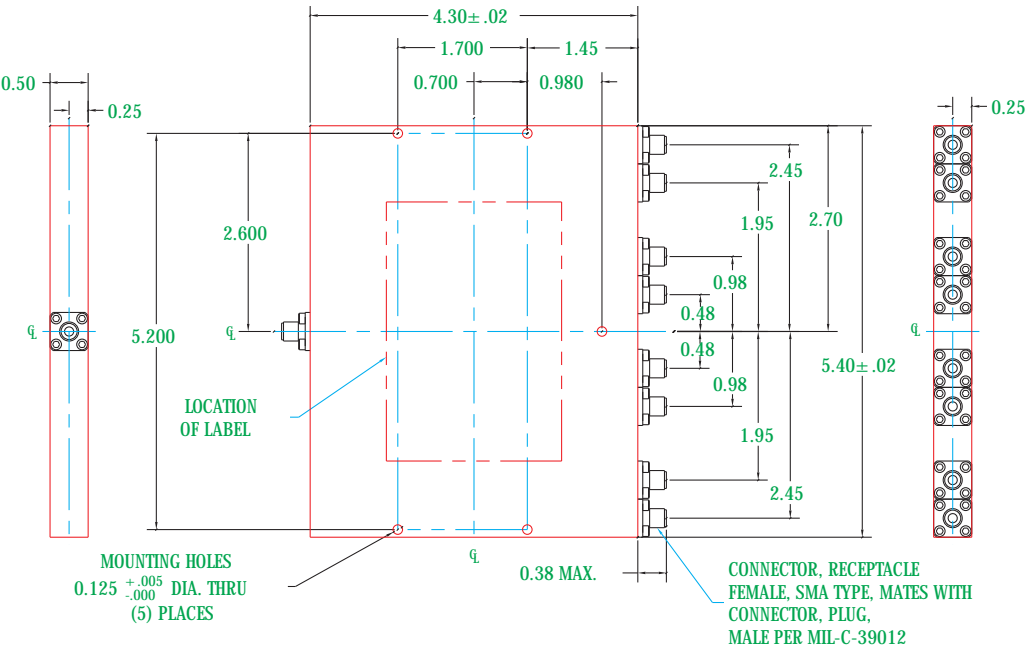 4.30± .02
1.700
1.45
0.50
0.700
0.980
0.25
0.25
2.45
2.70
1.95
2.600
0.98
0.48
℄
℄
5.200
℄
0.48
5.40± .02
0.98
LOCATION
OF LABEL
1.95
2.45
℄
MOUNTING HOLES
0.125 +.005 -.000 DIA. THRU
(5) PLACES
0.38 MAX.
CONNECTOR, RECEPTACLE
FEMALE, SMA TYPE, MATES WITH
CONNECTOR, PLUG,
MALE PER MIL-C-39012